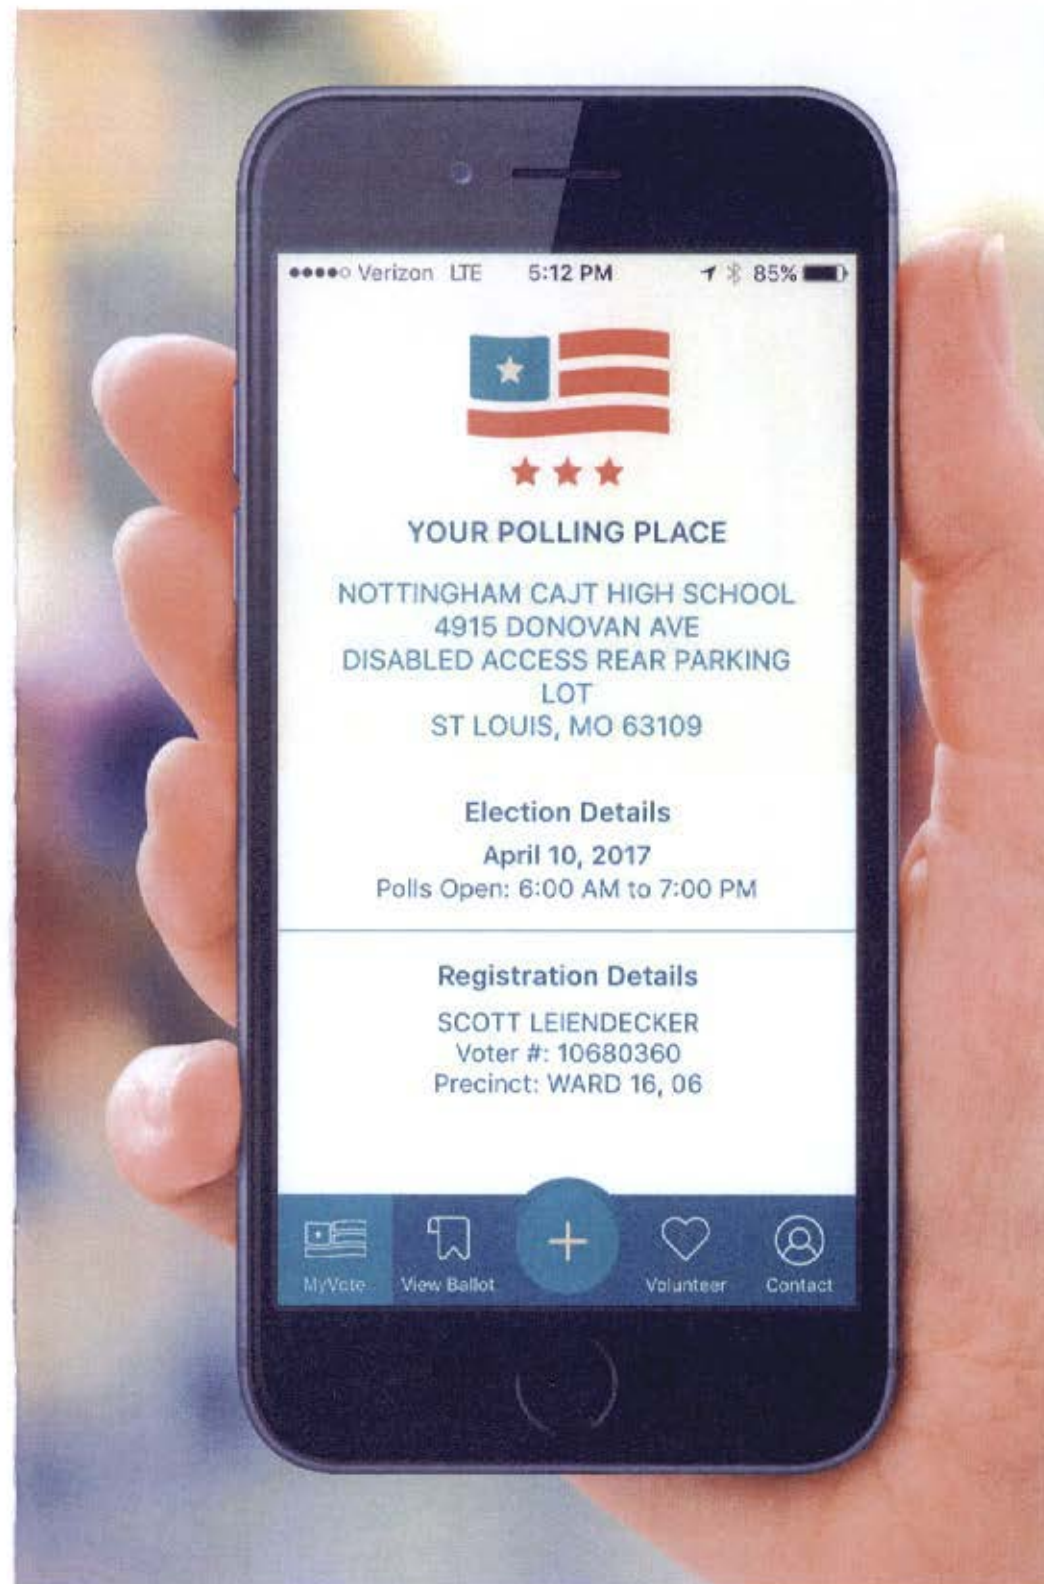 Verizon LTE 5:12 PM 85%
YOUR POLLING PLACE
NOTTINGHAM CAJT HIGH SCHOOL
4915 DONOVAN AVE
DISABLED ACCESS REAR PARKING
LOT
ST LOUIS, MO 63109
Election Details
April 10, 2017
Polls Open: 6:00 AM to 7:00 PM
Registration Details
SCOTT LEIENDECKER
Voter #: 10680360
Precinct: WARD 16, 06
MyVote View Ballot + Volunteer Contact